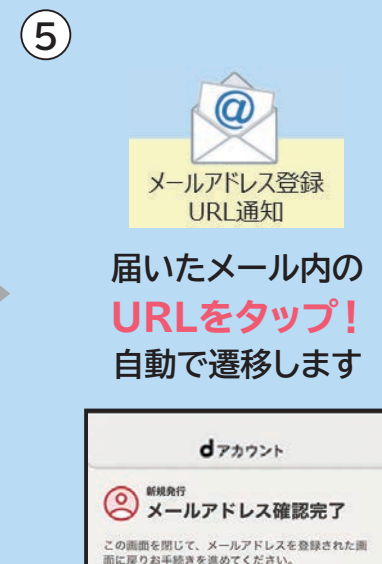 ⑤
@
メールアドレス登録
URL通知
届いたメール内の
URLをタップ！
自動で遷移します
dアカウント
新規発行
メールアドレス確認完了
この画面を閉じて、メールアドレスを登録された画
面に戻りお手続きを進めてください。